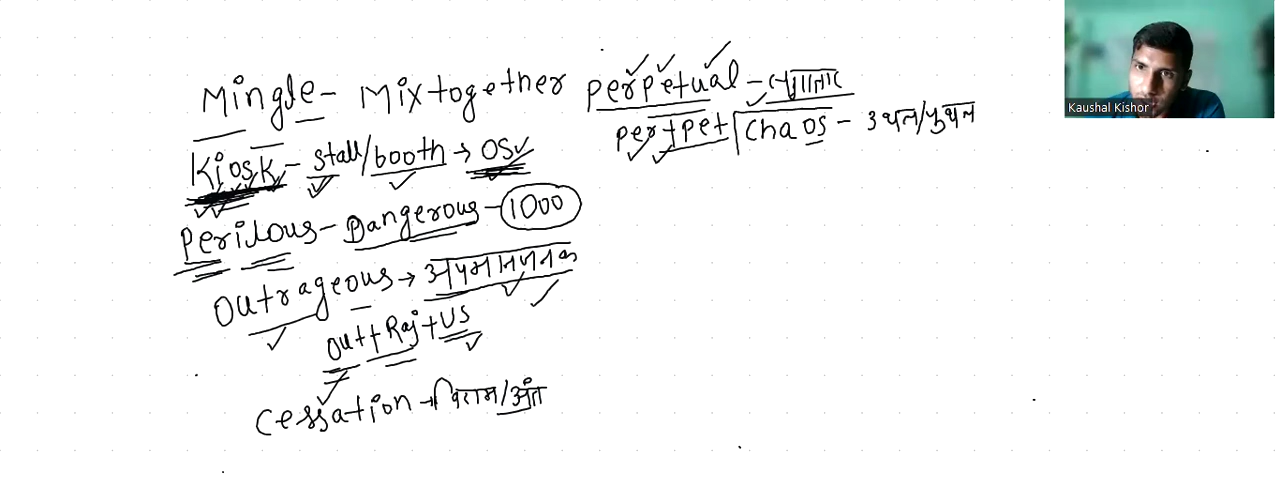 Mingle - Mix together
Kiosk - stall/booth → OS
Perilous - Dangerous - 1000
Outrageous → अपमानजनक
Out + Raj + US
Cessation → विराम/अंत
Perpetual - लगातार
Per + Pet
Chaos - उथल/पुथल
Kaushal Kishor